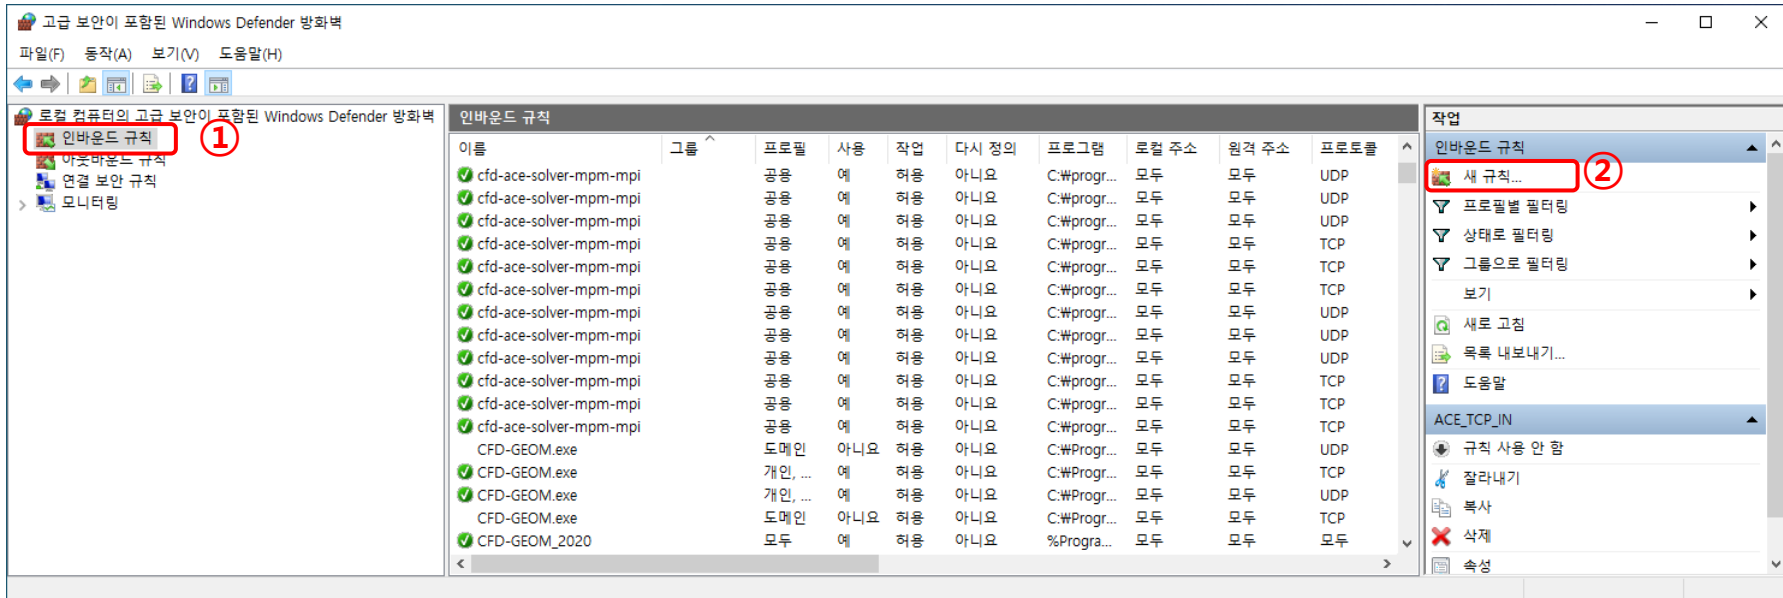 고급 보안이 포함된 Windows Defender 방화벽
파일(F) 동작(A) 보기(V) 도움말(H)
로컬 컴퓨터의 고급 보안이 포함된 Windows Defender 방화벽
인바운드 규칙 ①
아웃바운드 규칙
연결 보안 규칙
모니터링
인바운드 규칙
이름 그룹 프로필 사용 작업 다시 정의 프로그램 로컬 주소 원격 주소 프로토콜
cfd-ace-solver-mpm-mpi 공용 예 허용 아니요 C:₩progr... 모두 모두 UDP
cfd-ace-solver-mpm-mpi 공용 예 허용 아니요 C:₩progr... 모두 모두 UDP
cfd-ace-solver-mpm-mpi 공용 예 허용 아니요 C:₩progr... 모두 모두 UDP
cfd-ace-solver-mpm-mpi 공용 예 허용 아니요 C:₩progr... 모두 모두 TCP
cfd-ace-solver-mpm-mpi 공용 예 허용 아니요 C:₩progr... 모두 모두 TCP
cfd-ace-solver-mpm-mpi 공용 예 허용 아니요 C:₩progr... 모두 모두 TCP
cfd-ace-solver-mpm-mpi 공용 예 허용 아니요 C:₩progr... 모두 모두 UDP
cfd-ace-solver-mpm-mpi 공용 예 허용 아니요 C:₩progr... 모두 모두 UDP
cfd-ace-solver-mpm-mpi 공용 예 허용 아니요 C:₩progr... 모두 모두 UDP
cfd-ace-solver-mpm-mpi 공용 예 허용 아니요 C:₩progr... 모두 모두 TCP
cfd-ace-solver-mpm-mpi 공용 예 허용 아니요 C:₩progr... 모두 모두 TCP
cfd-ace-solver-mpm-mpi 공용 예 허용 아니요 C:₩progr... 모두 모두 TCP
CFD-GEOM.exe 도메인 아니요 허용 아니요 C:₩Progr... 모두 모두 UDP
CFD-GEOM.exe 개인, ... 예 허용 아니요 C:₩Progr... 모두 모두 TCP
CFD-GEOM.exe 개인, ... 예 허용 아니요 C:₩Progr... 모두 모두 UDP
CFD-GEOM.exe 도메인 아니요 허용 아니요 C:₩Progr... 모두 모두 TCP
CFD-GEOM_2020 모두 예 허용 아니요 %Progra... 모두 모두 모두
작업
인바운드 규칙
새 규칙... ②
프로필별 필터링
상태로 필터링
그룹으로 필터링
보기
새로 고침
목록 내보내기...
도움말
ACE_TCP_IN
규칙 사용 안 함
잘라내기
복사
삭제
속성